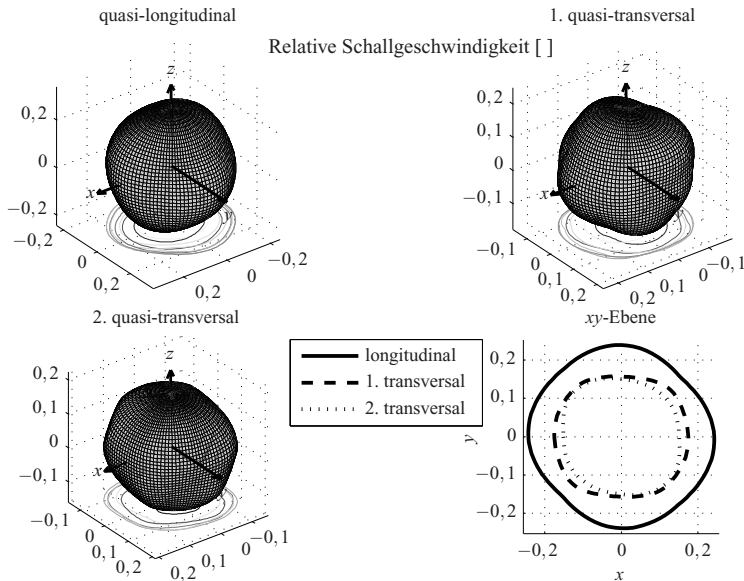 quasi-longitudinal
1. quasi-transversal
Relative Schallgeschwindigkeit [ ]
z
0, 2
0
−0, 2
x
y
−0, 2
0
0, 2
0, 2
0
−0, 2
z
0, 2
0, 1
0
−0, 1
x
y
−0, 1
0
0, 1
0, 2
0, 2
0, 1
0
−0, 1
2. quasi-transversal
z
0, 2
0, 1
0
−0, 1
x
−0, 1
0
0, 1
0, 2
0, 2
0, 1
0
−0, 1
longitudinal
1. transversal
2. transversal
xy-Ebene
0, 2
0, 1
0
−0, 1
−0, 2
y
−0, 2
0
0, 2
x